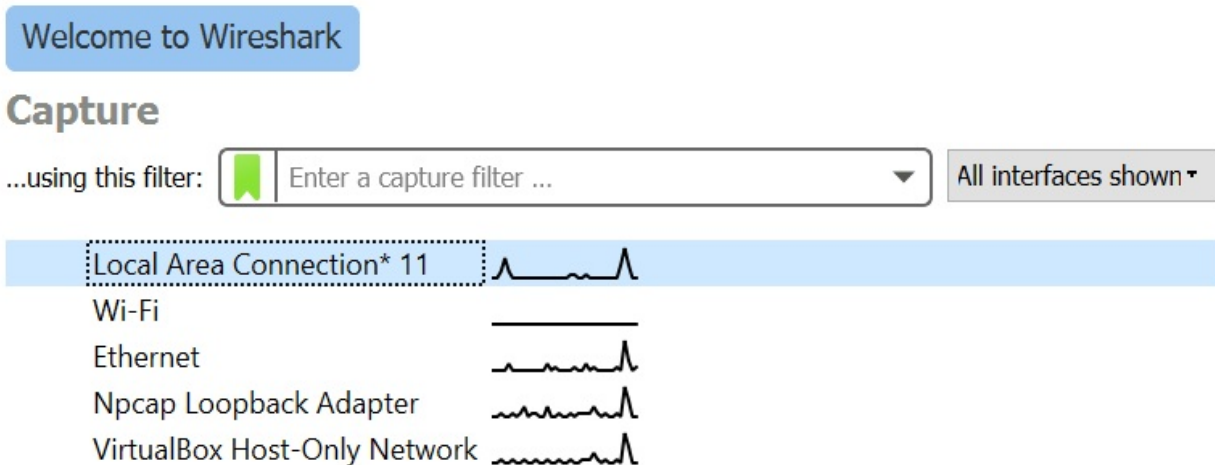 Welcome to Wireshark
Capture
...using this filter: Enter a capture filter ... All interfaces shown
Local Area Connection* 11
Wi-Fi
Ethernet
Npcap Loopback Adapter
VirtualBox Host-Only Network